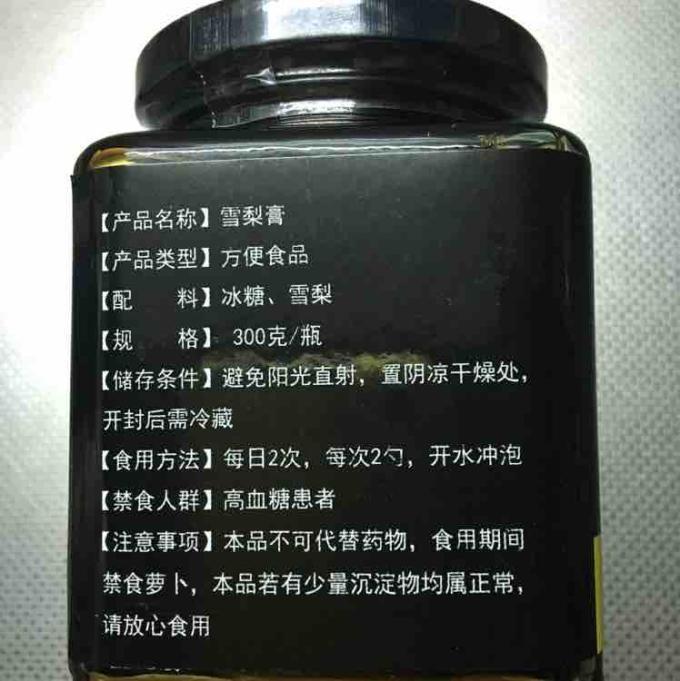 【产品名称】雪梨膏
【产品类型】方便食品
【配　　料】冰糖、雪梨
【规　　格】300克/瓶
【储存条件】避免阳光直射，置阴凉干燥处，
开封后需冷藏
【食用方法】每日2次，每次2勺，开水冲泡
【禁食人群】高血糖患者
【注意事项】本品不可代替药物，食用期间
禁食萝卜，本品若有少量沉淀物均属正常，
请放心食用